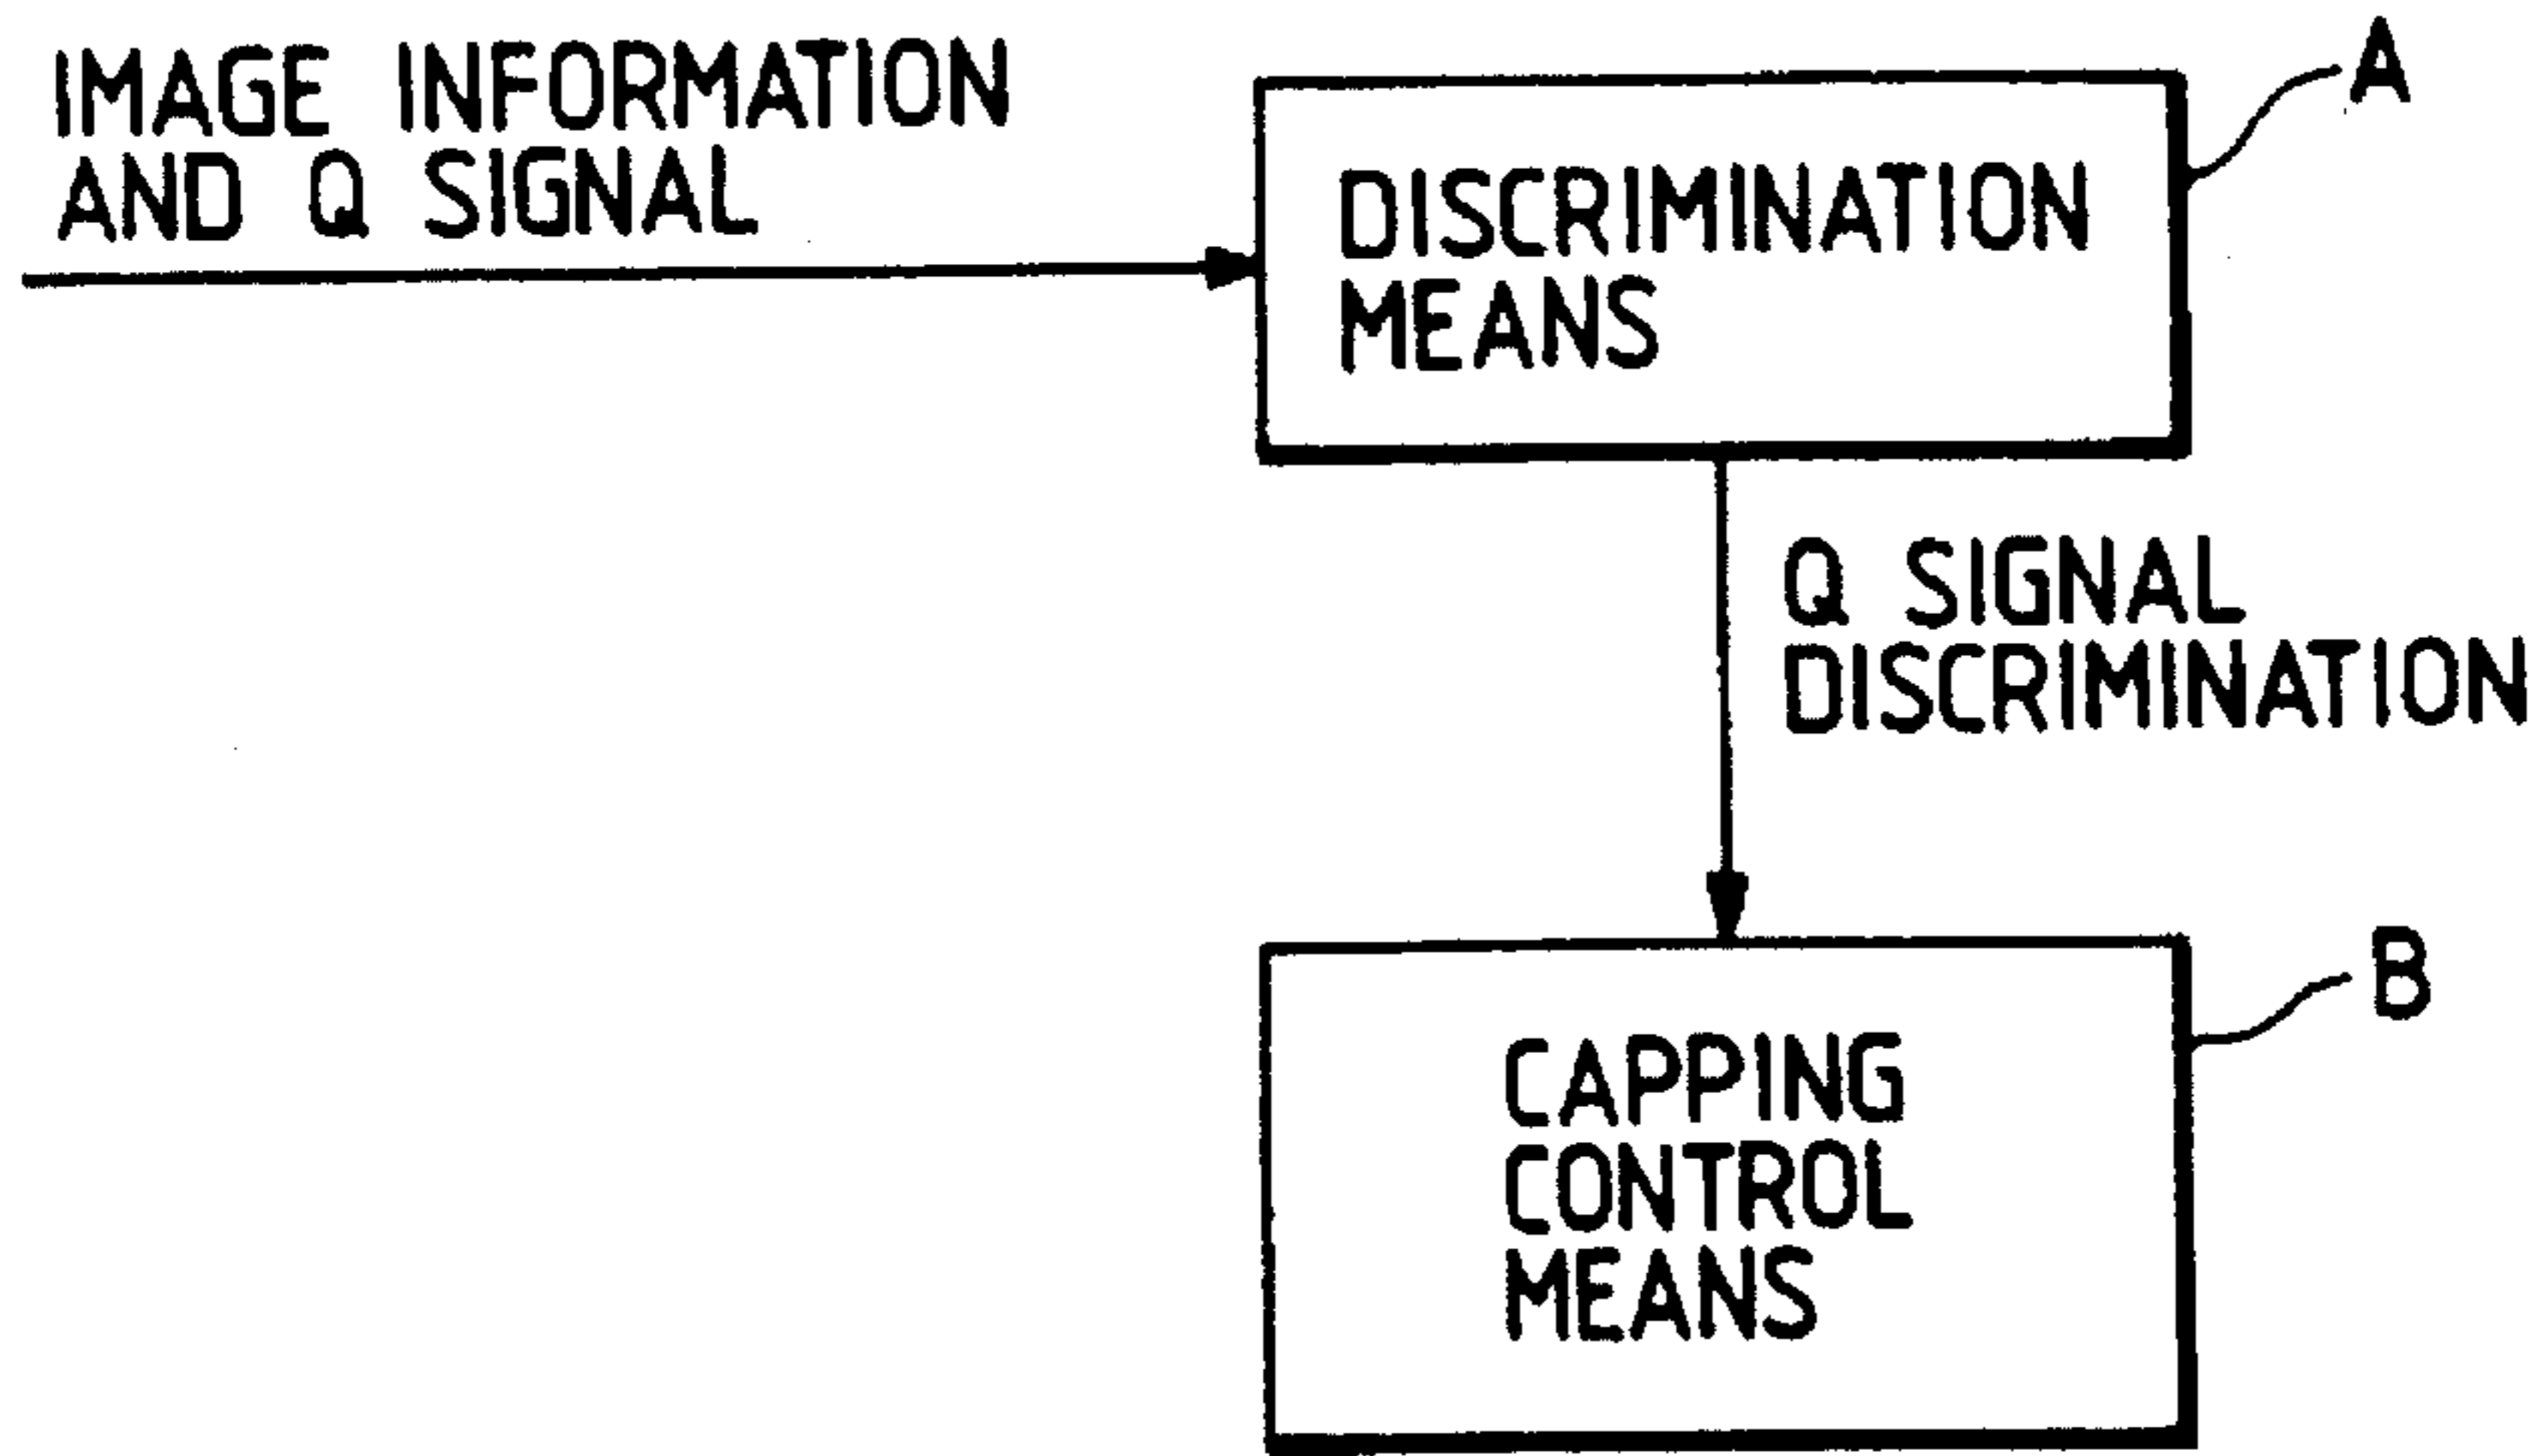 IMAGE INFORMATION
AND Q SIGNAL
A
DISCRIMINATION
MEANS
Q SIGNAL
DISCRIMINATION
B
CAPPING
CONTROL
MEANS